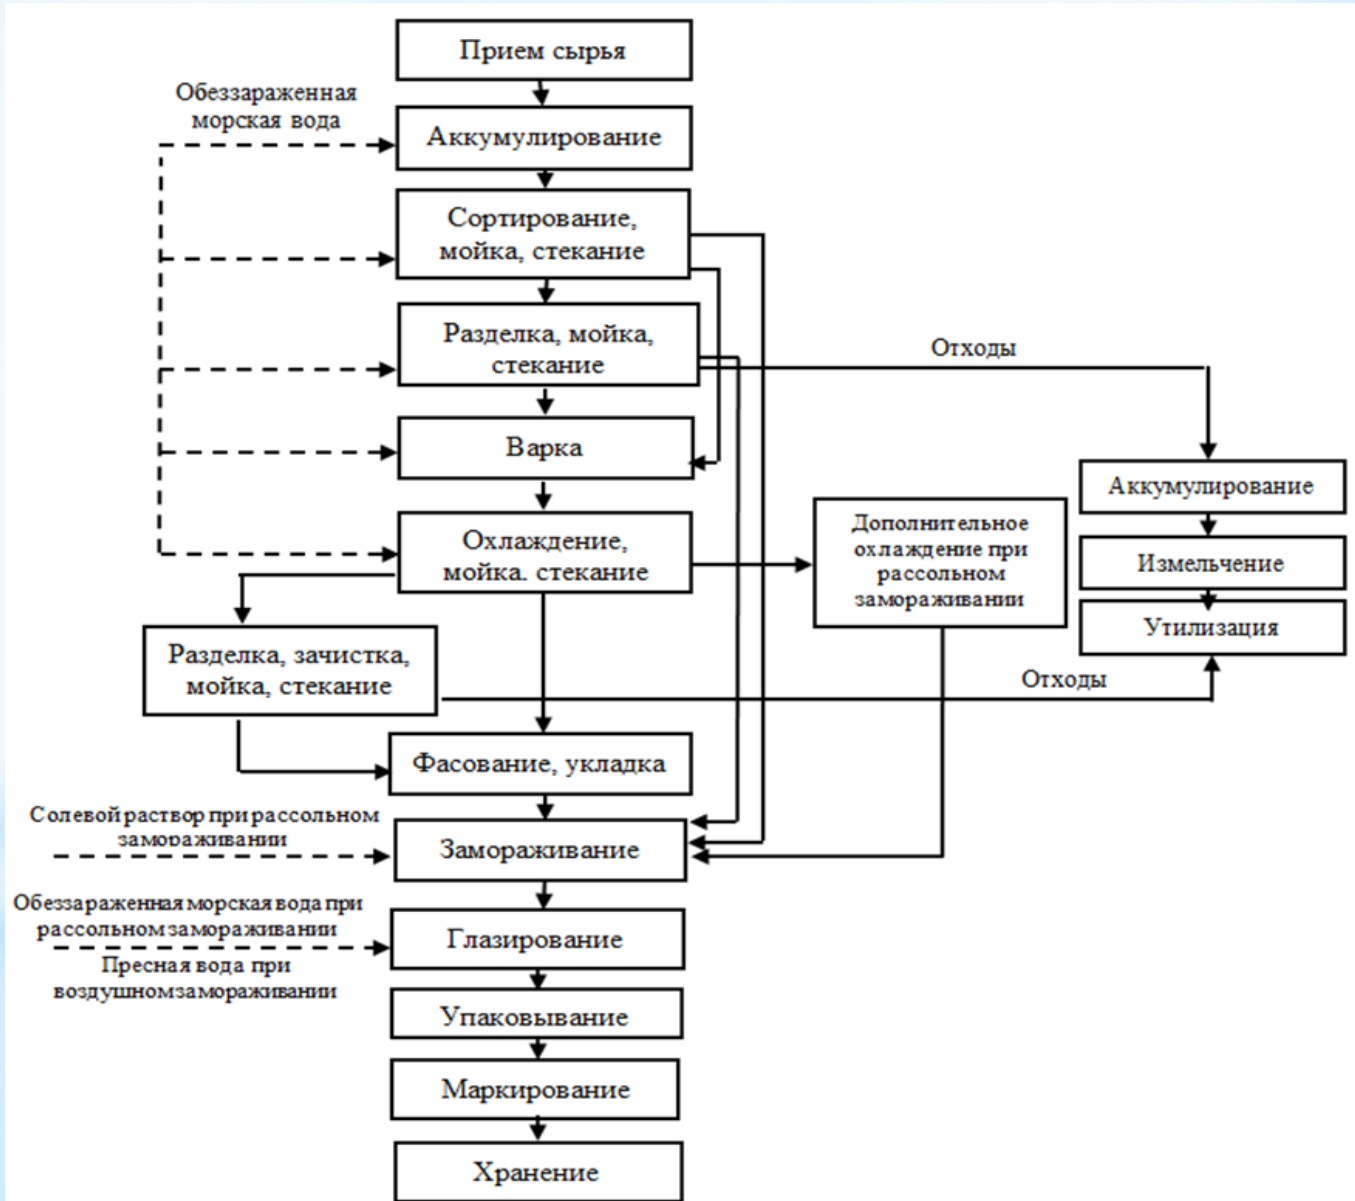 Прием сырья
Обеззараженная
морская вода
Аккумулирование
Сортирование,
мойка, стекание
Разделка, мойка,
стекание
Отходы
Варка
Аккумулирование
Дополнительное
охлаждение при
рассольном
замораживании
Охлаждение,
мойка. стекание
Измельчение
Утилизация
Разделка, зачистка,
мойка, стекание
Отходы
Фасование, укладка
Солевой раствор при рассольном
замораживании
Замораживание
Обеззараженная морская вода при
рассольном замораживании
Пресная вода при
воздушном замораживании
Глазирование
Упаковывание
Маркирование
Хранение